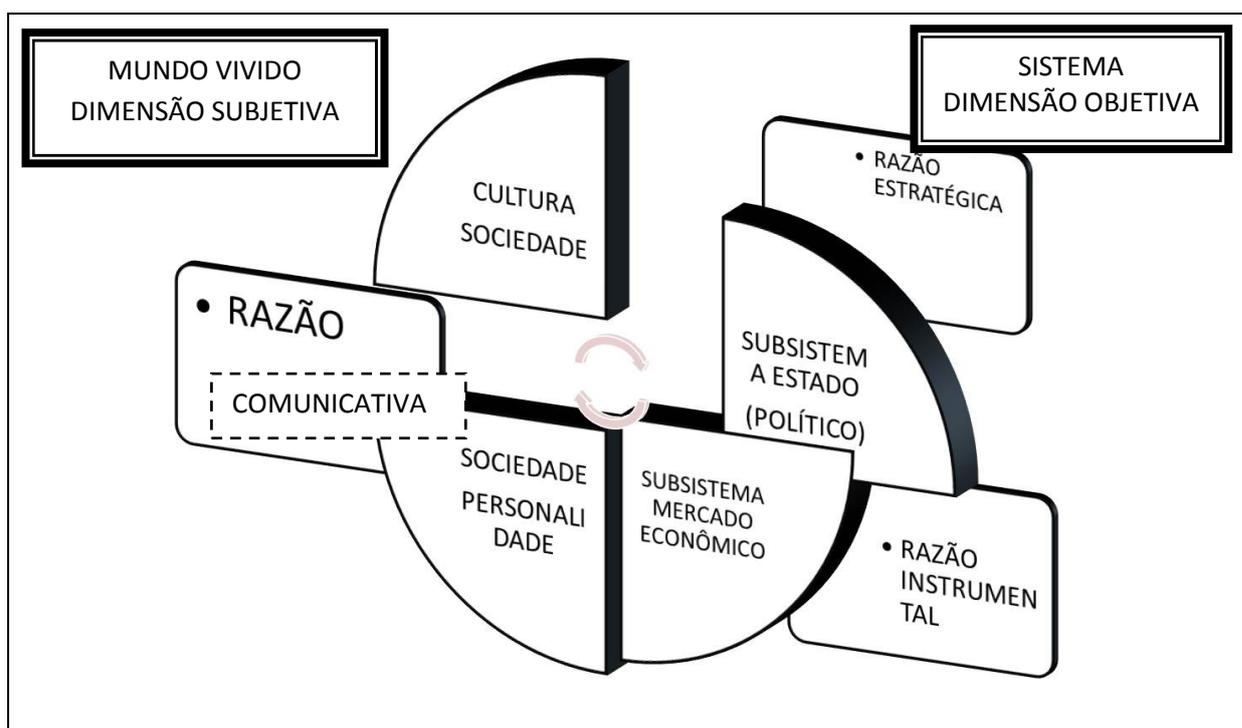 MUNDO VIVIDO
DIMENSÃO SUBJETIVA
SISTEMA
DIMENSÃO OBJETIVA
• RAZÃO
ESTRATÉGICA
CULTURA
SOCIEDADE
• RAZÃO
COMUNICATIVA
SUBSISTEM
A ESTADO
(POLÍTICO)
SOCIEDADE
PERSONALI
DADE
SUBSISTEMA
MERCADO
ECONÔMICO
• RAZÃO
INSTRUMEN
TAL